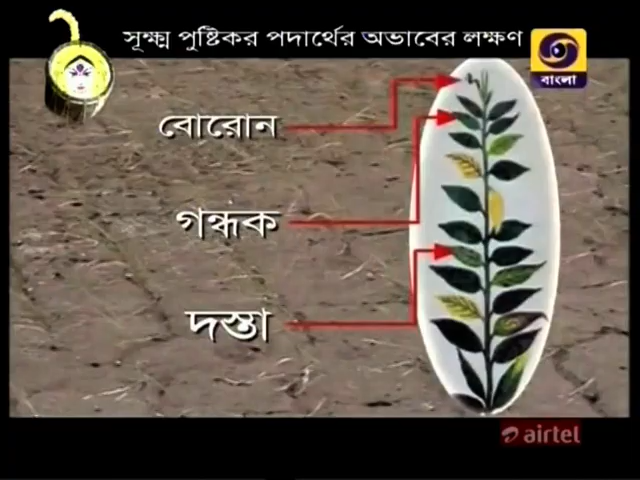 সূক্ষ্ম পুষ্টিকর পদার্থের অভাবের লক্ষণ
বাংলা
বোরোন
গন্ধক
দস্তা
airtel